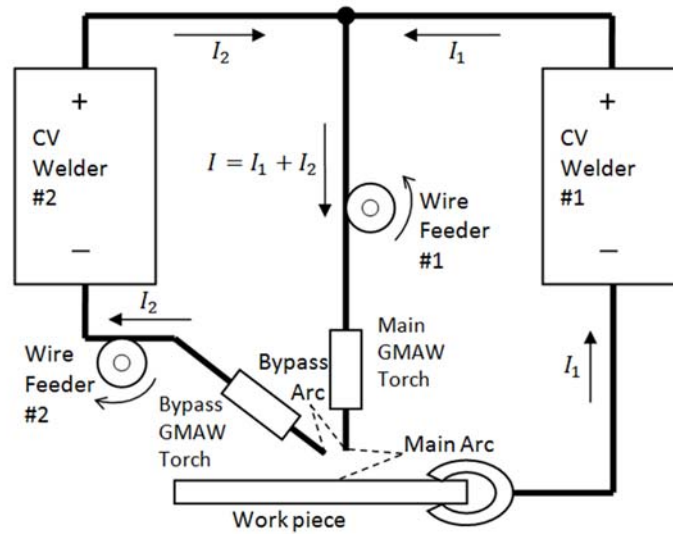 I₂
I₁
+
CV
Welder
#2
−
I = I₁ + I₂
Wire
Feeder
#1
+
CV
Welder
#1
−
I₂
Wire
Feeder
#2
Bypass
GMAW
Torch
Bypass
Arc
Main
GMAW
Torch
I₁
Main Arc
Work piece